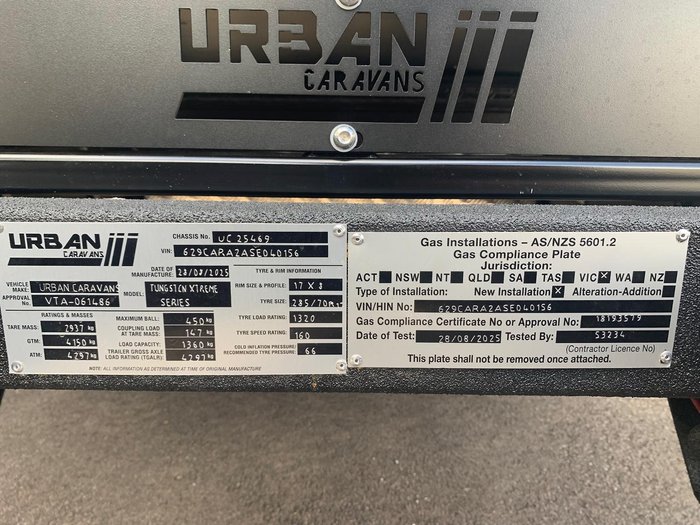 URBAN
CARAVANS
URBAN
CARAVANS
CHASSIS No. UC 25469
VIN: 629CARA2ASE040156
DATE OF MANUFACTURE: 28/08/2025
VEHICLE MAKE: URBAN CARAVANS
MODEL: TUNGSTEN XTREME SERIES
APPROVAL No VTA-061486
RATINGS & MASSES
TARE MASS: 2937 kg
GTM: 4150 kg
ATM: 4297 kg
MAXIMUM BALL: 450 kg
COUPLING LOAD AT TARE MASS: 147 kg
LOAD CAPACITY 1360 kg
TRAILER GROSS AXLE LOAD RATING (TGALR) 4297 kg
TYRE & RIM INFORMATION
RIM SIZE & PROFILE: 17 X 8
TYRE SIZE: 285/70R17
TYRE LOAD RATING 1320
TYRE SPEED RATING 160
COLD INFLATION PRESSURE:
RECOMMENDED TYRE PRESSURE 66
NOTE: ALL INFORMATION AS DETERMINED AT TIME OF ORIGINAL MANUFACTURE
Gas Installations – AS/NZS 5601.2
Gas Compliance Plate
Jurisdiction:
ACT NSW NT QLD SA TAS VIC X WA NZ
Type of Installation: New Installation X Alteration-Addition
VIN/HIN No: 629CARA2ASE040156
Gas Compliance Certificate No or Approval No: 18193579
Date of Test: 28/08/2025 Tested By: 53234
(Contractor Licence No)
This plate shall not be removed once attached.